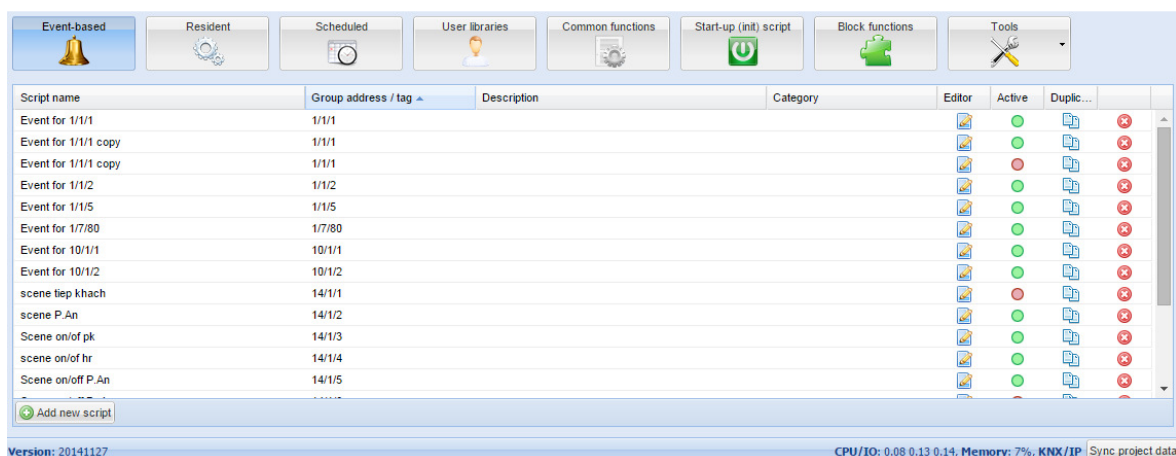 Event-based Resident Scheduled User libraries Common functions Start-up (init) script Block functions Tools
Script name Group address / tag Description Category Editor Active Duplic...
Event for 1/1/1 1/1/1
Event for 1/1/1 copy 1/1/1
Event for 1/1/1 copy 1/1/1
Event for 1/1/2 1/1/2
Event for 1/1/5 1/1/5
Event for 1/7/80 1/7/80
Event for 10/1/1 10/1/1
Event for 10/1/2 10/1/2
scene tiep khach 14/1/1
scene P.An 14/1/2
Scene on/of pk 14/1/3
scene on/of hr 14/1/4
Scene on/off P.An 14/1/5
Add new script
Version: 20141127 CPU/IO: 0.08 0.13 0.14, Memory: 7%, KNX/IP Sync project data